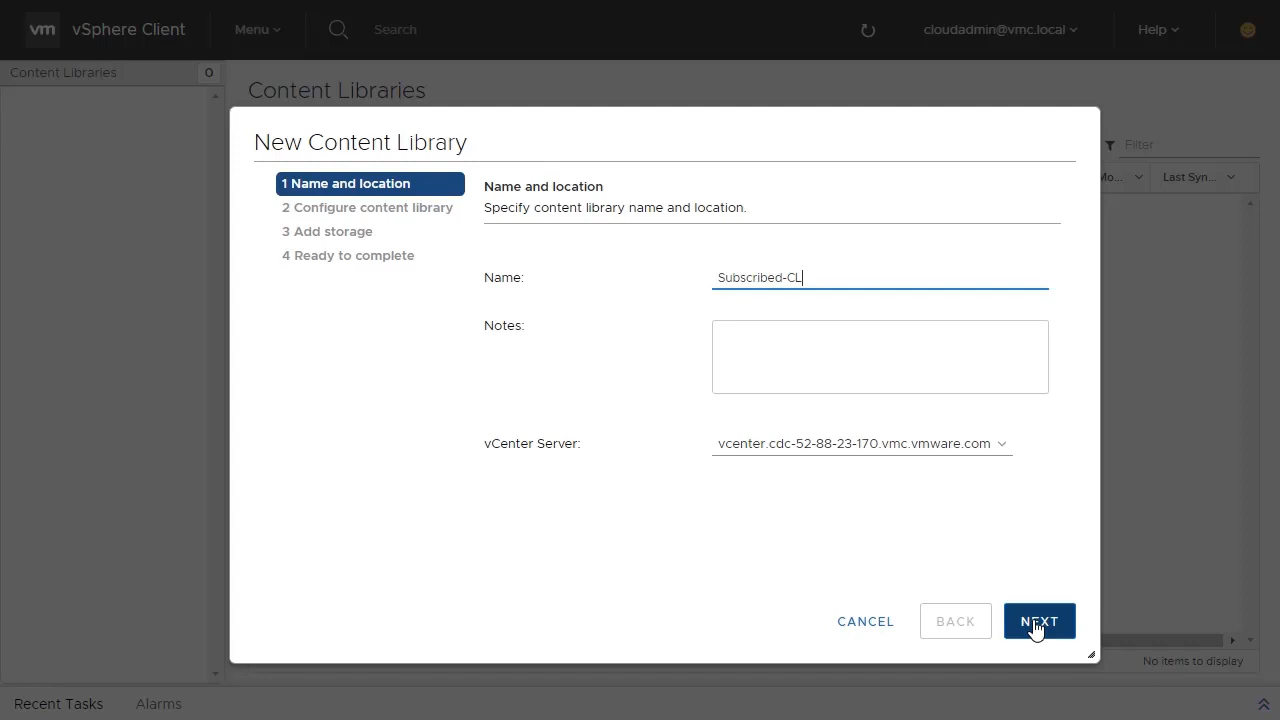 vm vSphere Client Menu Search cloudadmin@vmc.local Help
Content Libraries 0
Content Libraries
Filter
Mo... Last Syn...
New Content Library
1 Name and location
2 Configure content library
3 Add storage
4 Ready to complete
Name and location
Specify content library name and location.
Name: Subscribed-CL
Notes:
vCenter Server: vcenter.cdc-52-88-23-170.vmc.vmware.com
CANCEL BACK NEXT
No items to display
Recent Tasks Alarms